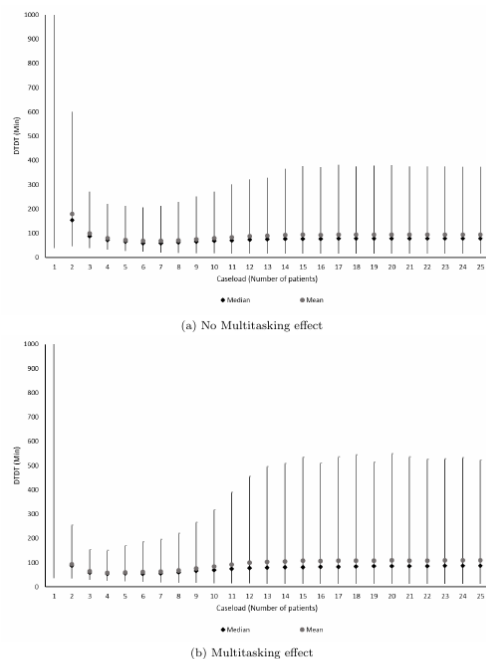 1000
900
800
700
600
500
400
300
200
100
0
DTDT (Min)
1 2 3 4 5 6 7 8 9 10 11 12 13 14 15 16 17 18 19 20 21 22 23 24 25
Caseload (Number of patients)
Median Mean
(a) No Multitasking effect
1000
900
800
700
600
500
400
300
200
100
0
DTDT (Min)
1 2 3 4 5 6 7 8 9 10 11 12 13 14 15 16 17 18 19 20 21 22 23 24 25
Caseload (Number of patients)
Median Mean
(b) Multitasking effect